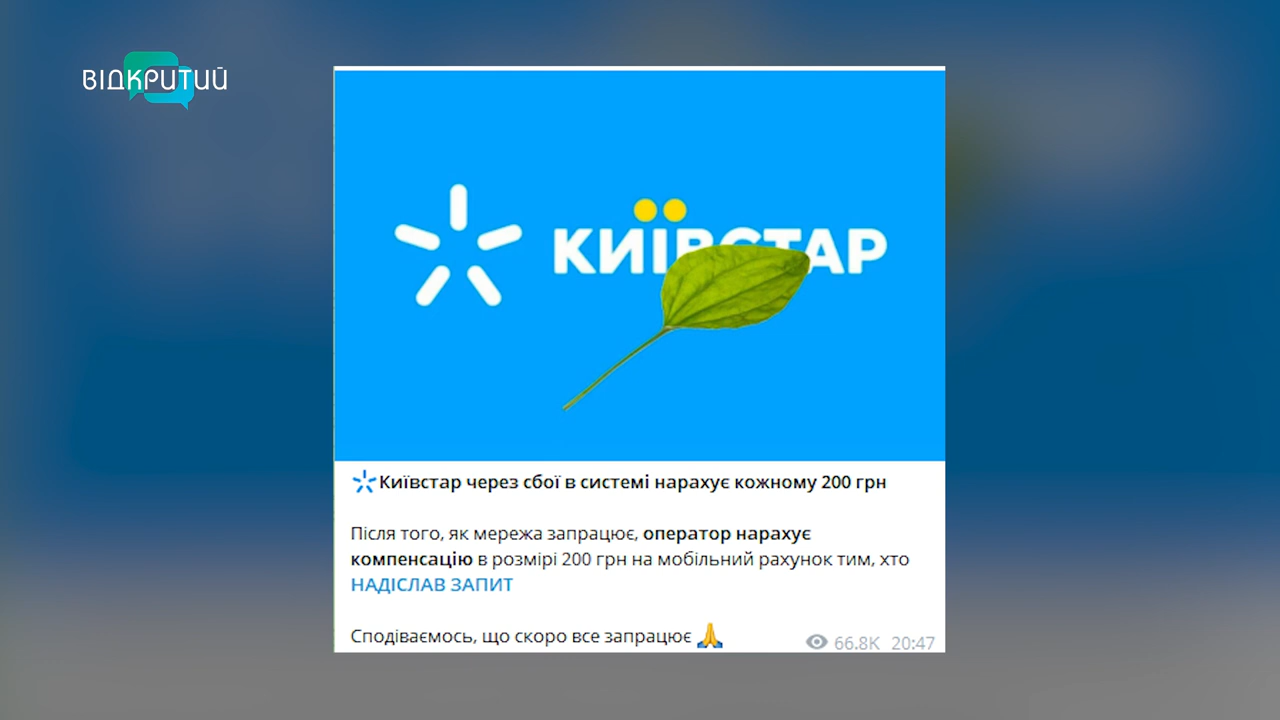 ВІДКРИТИЙ
КИЇВСТАР
Київстар через сбої в системі нарахує кожному 200 грн
Після того, як мережа запрацює, оператор нарахує
компенсацію в розмірі 200 грн на мобільний рахунок тим, хто
НАДІСЛАВ ЗАПИТ
Сподіваємось, що скоро все запрацює 🙏
66.8K 20:47